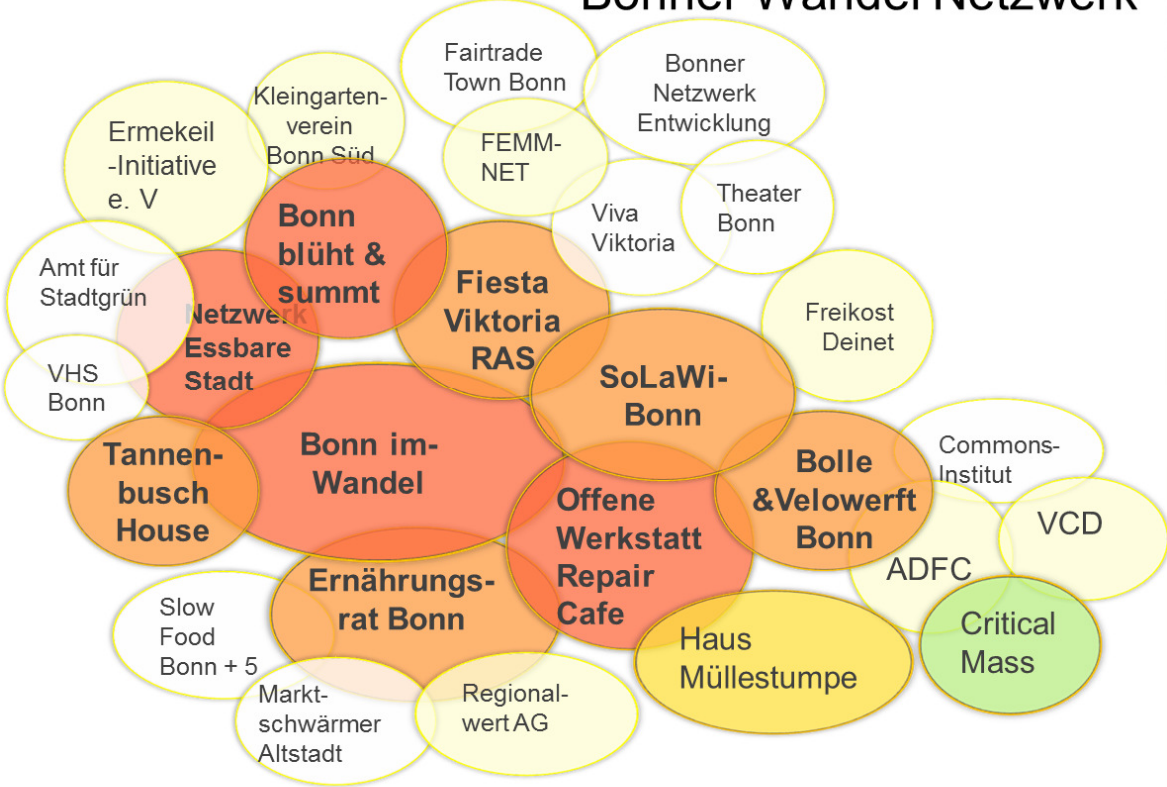 Bonner Wandel Netzwerk
Fairtrade
Town Bonn
Bonner
Netzwerk
Entwicklung
Kleingarten-
verein
Bonn Süd
Ermekeil
-Initiative
e. V
FEMM-
NET
Theater
Bonn
Viva
Viktoria
Bonn
blüht &
summt
Amt für
Stadtgrün
Fiesta
Viktoria
RAS
Netzwerk
Essbare
Stadt
Freikost
Deinet
VHS
Bonn
SoLaWi-
Bonn
Bonn im-
Wandel
Tannen-
busch
House
Bolle
&Velowerft
Bonn
Commons-
Institut
Offene
Werkstatt
Repair
Cafe
VCD
ADFC
Ernährungs-
rat Bonn
Slow
Food
Bonn + 5
Haus
Müllestumpe
Critical
Mass
Markt-
schwärmer
Altstadt
Regional-
wert AG